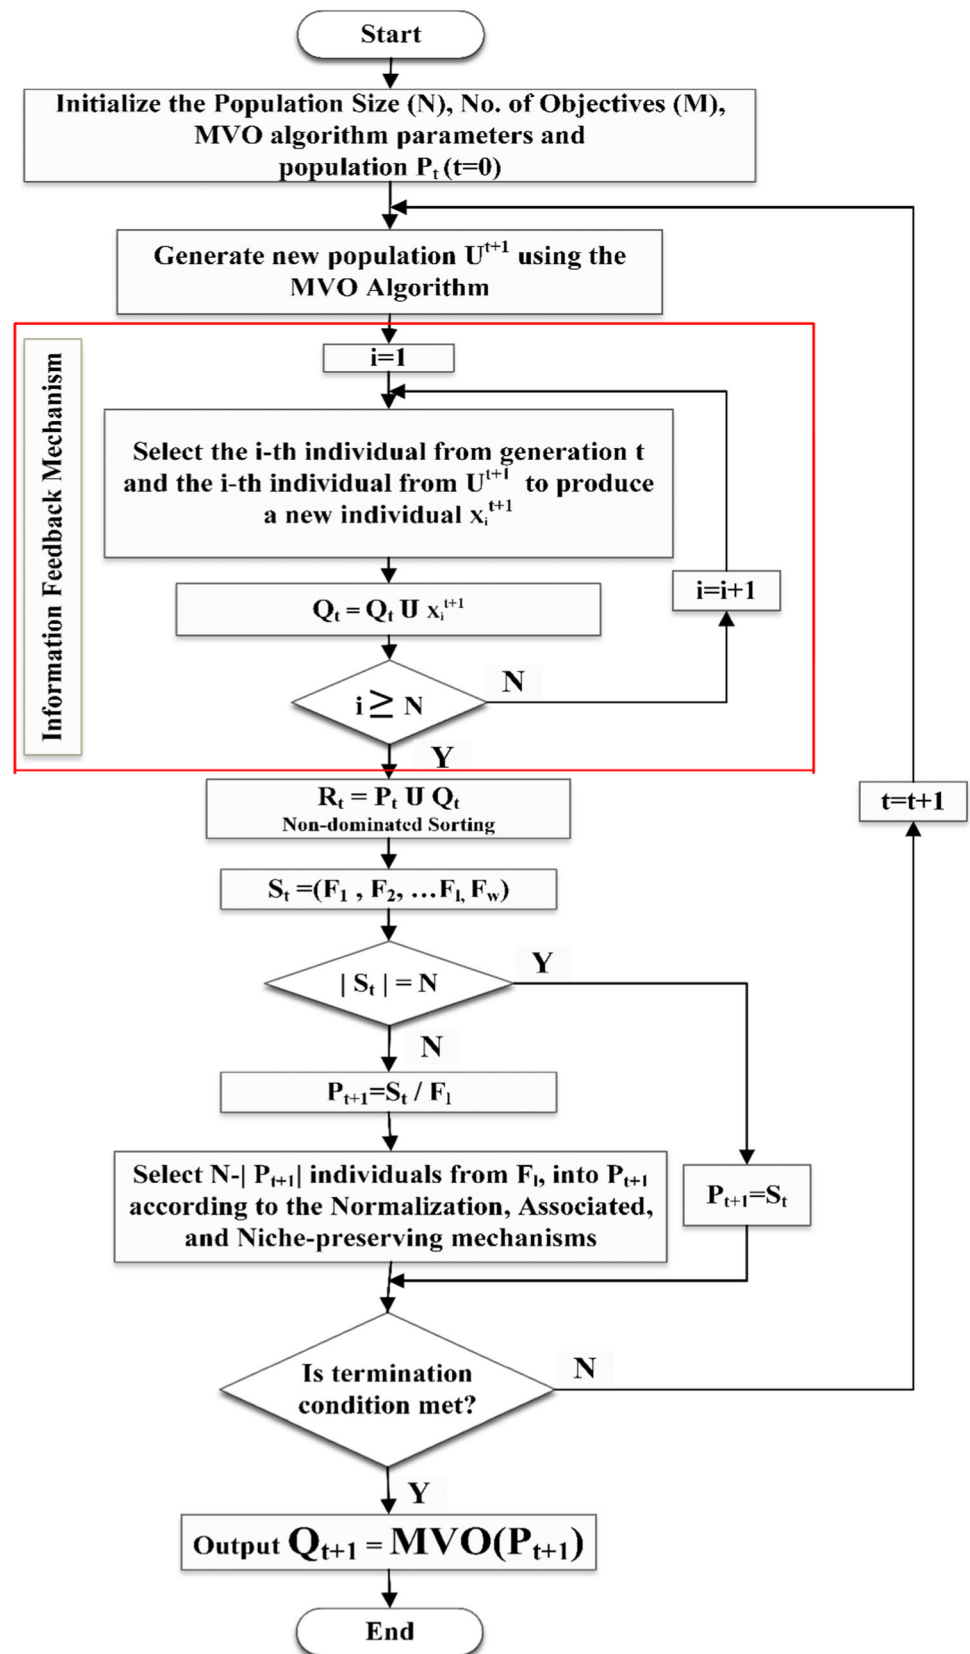 Start
Initialize the Population Size (N), No. of Objectives (M),
MVO algorithm parameters and
population Pₜ (t=0)
Generate new population Uᵗ⁺¹ using the
MVO Algorithm
Information Feedback Mechanism
i=1
Select the i-th individual from generation t
and the i-th individual from Uᵗ⁺¹ to produce
a new individual xᵢᵗ⁺¹
Qₜ = Qₜ U xᵢᵗ⁺¹
i=i+1
i ≥ N
N
Y
Rₜ = Pₜ U Qₜ
Non-dominated Sorting
t=t+1
Sₜ =(F₁ , F₂, …Fₗ, F_w)
| Sₜ | = N
Y
N
Pₜ₊₁=Sₜ / Fₗ
Select N-| Pₜ₊₁| individuals from Fₗ, into Pₜ₊₁
according to the Normalization, Associated,
and Niche-preserving mechanisms
Pₜ₊₁=Sₜ
Is termination
condition met?
N
Y
Output Qₜ₊₁ = MVO(Pₜ₊₁)
End